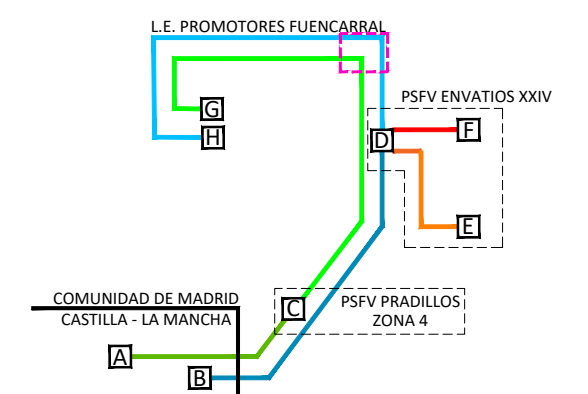 L.E. PROMOTORES FUENCARRAL
PSFV ENVATIOS XXIV
G
F
H
D
E
COMUNIDAD DE MADRID
PSFV PRADILLOS
C
CASTILLA - LA MANCHA
ZONA 4
A
B